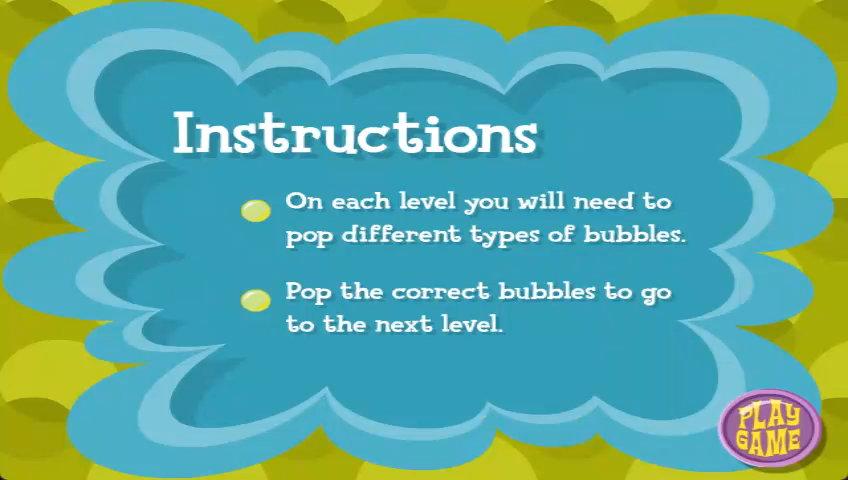 Instructions
On each level you will need to
pop different types of bubbles.
Pop the correct bubbles to go
to the next level.
PLAY
GAME